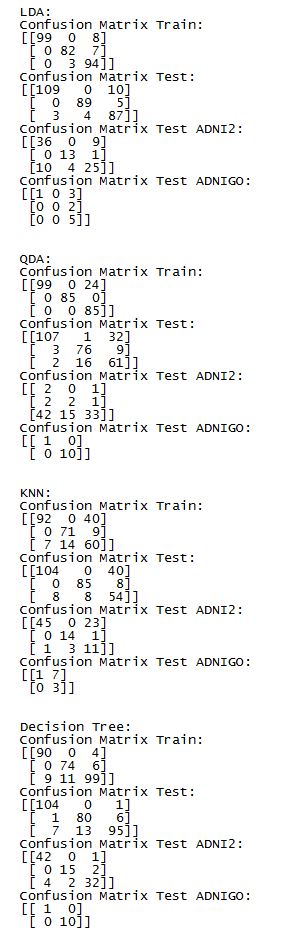 LDA:
Confusion Matrix Train:
[[99  0  8]
 [ 0 82  7]
 [ 0  3 94]]
Confusion Matrix Test:
[[109   0  10]
 [  0  89   5]
 [  3   4  87]]
Confusion Matrix Test ADNI2:
[[36  0  9]
 [ 0 13  1]
 [10  4 25]]
Confusion Matrix Test ADNIGO:
[[1 0 3]
 [0 0 2]
 [0 0 5]]
QDA:
Confusion Matrix Train:
[[99  0 24]
 [ 0 85  0]
 [ 0  0 85]]
Confusion Matrix Test:
[[107   1  32]
 [  3  76   9]
 [  2  16  61]]
Confusion Matrix Test ADNI2:
[[ 2  0  1]
 [ 2  2  1]
 [42 15 33]]
Confusion Matrix Test ADNIGO:
[[ 1  0]
 [ 0 10]]
KNN:
Confusion Matrix Train:
[[92  0 40]
 [ 0 71  9]
 [ 7 14 60]]
Confusion Matrix Test:
[[104   0  40]
 [  0  85   8]
 [  8   8  54]]
Confusion Matrix Test ADNI2:
[[45  0 23]
 [ 0 14  1]
 [ 1  3 11]]
Confusion Matrix Test ADNIGO:
[[1 7]
 [0 3]]
Decision Tree:
Confusion Matrix Train:
[[90  0  4]
 [ 0 74  6]
 [ 9 11 99]]
Confusion Matrix Test:
[[104   0   1]
 [  1  80   6]
 [  7  13  95]]
Confusion Matrix Test ADNI2:
[[42  0  1]
 [ 0 15  2]
 [ 4  2 32]]
Confusion Matrix Test ADNIGO:
[[ 1  0]
 [ 0 10]]